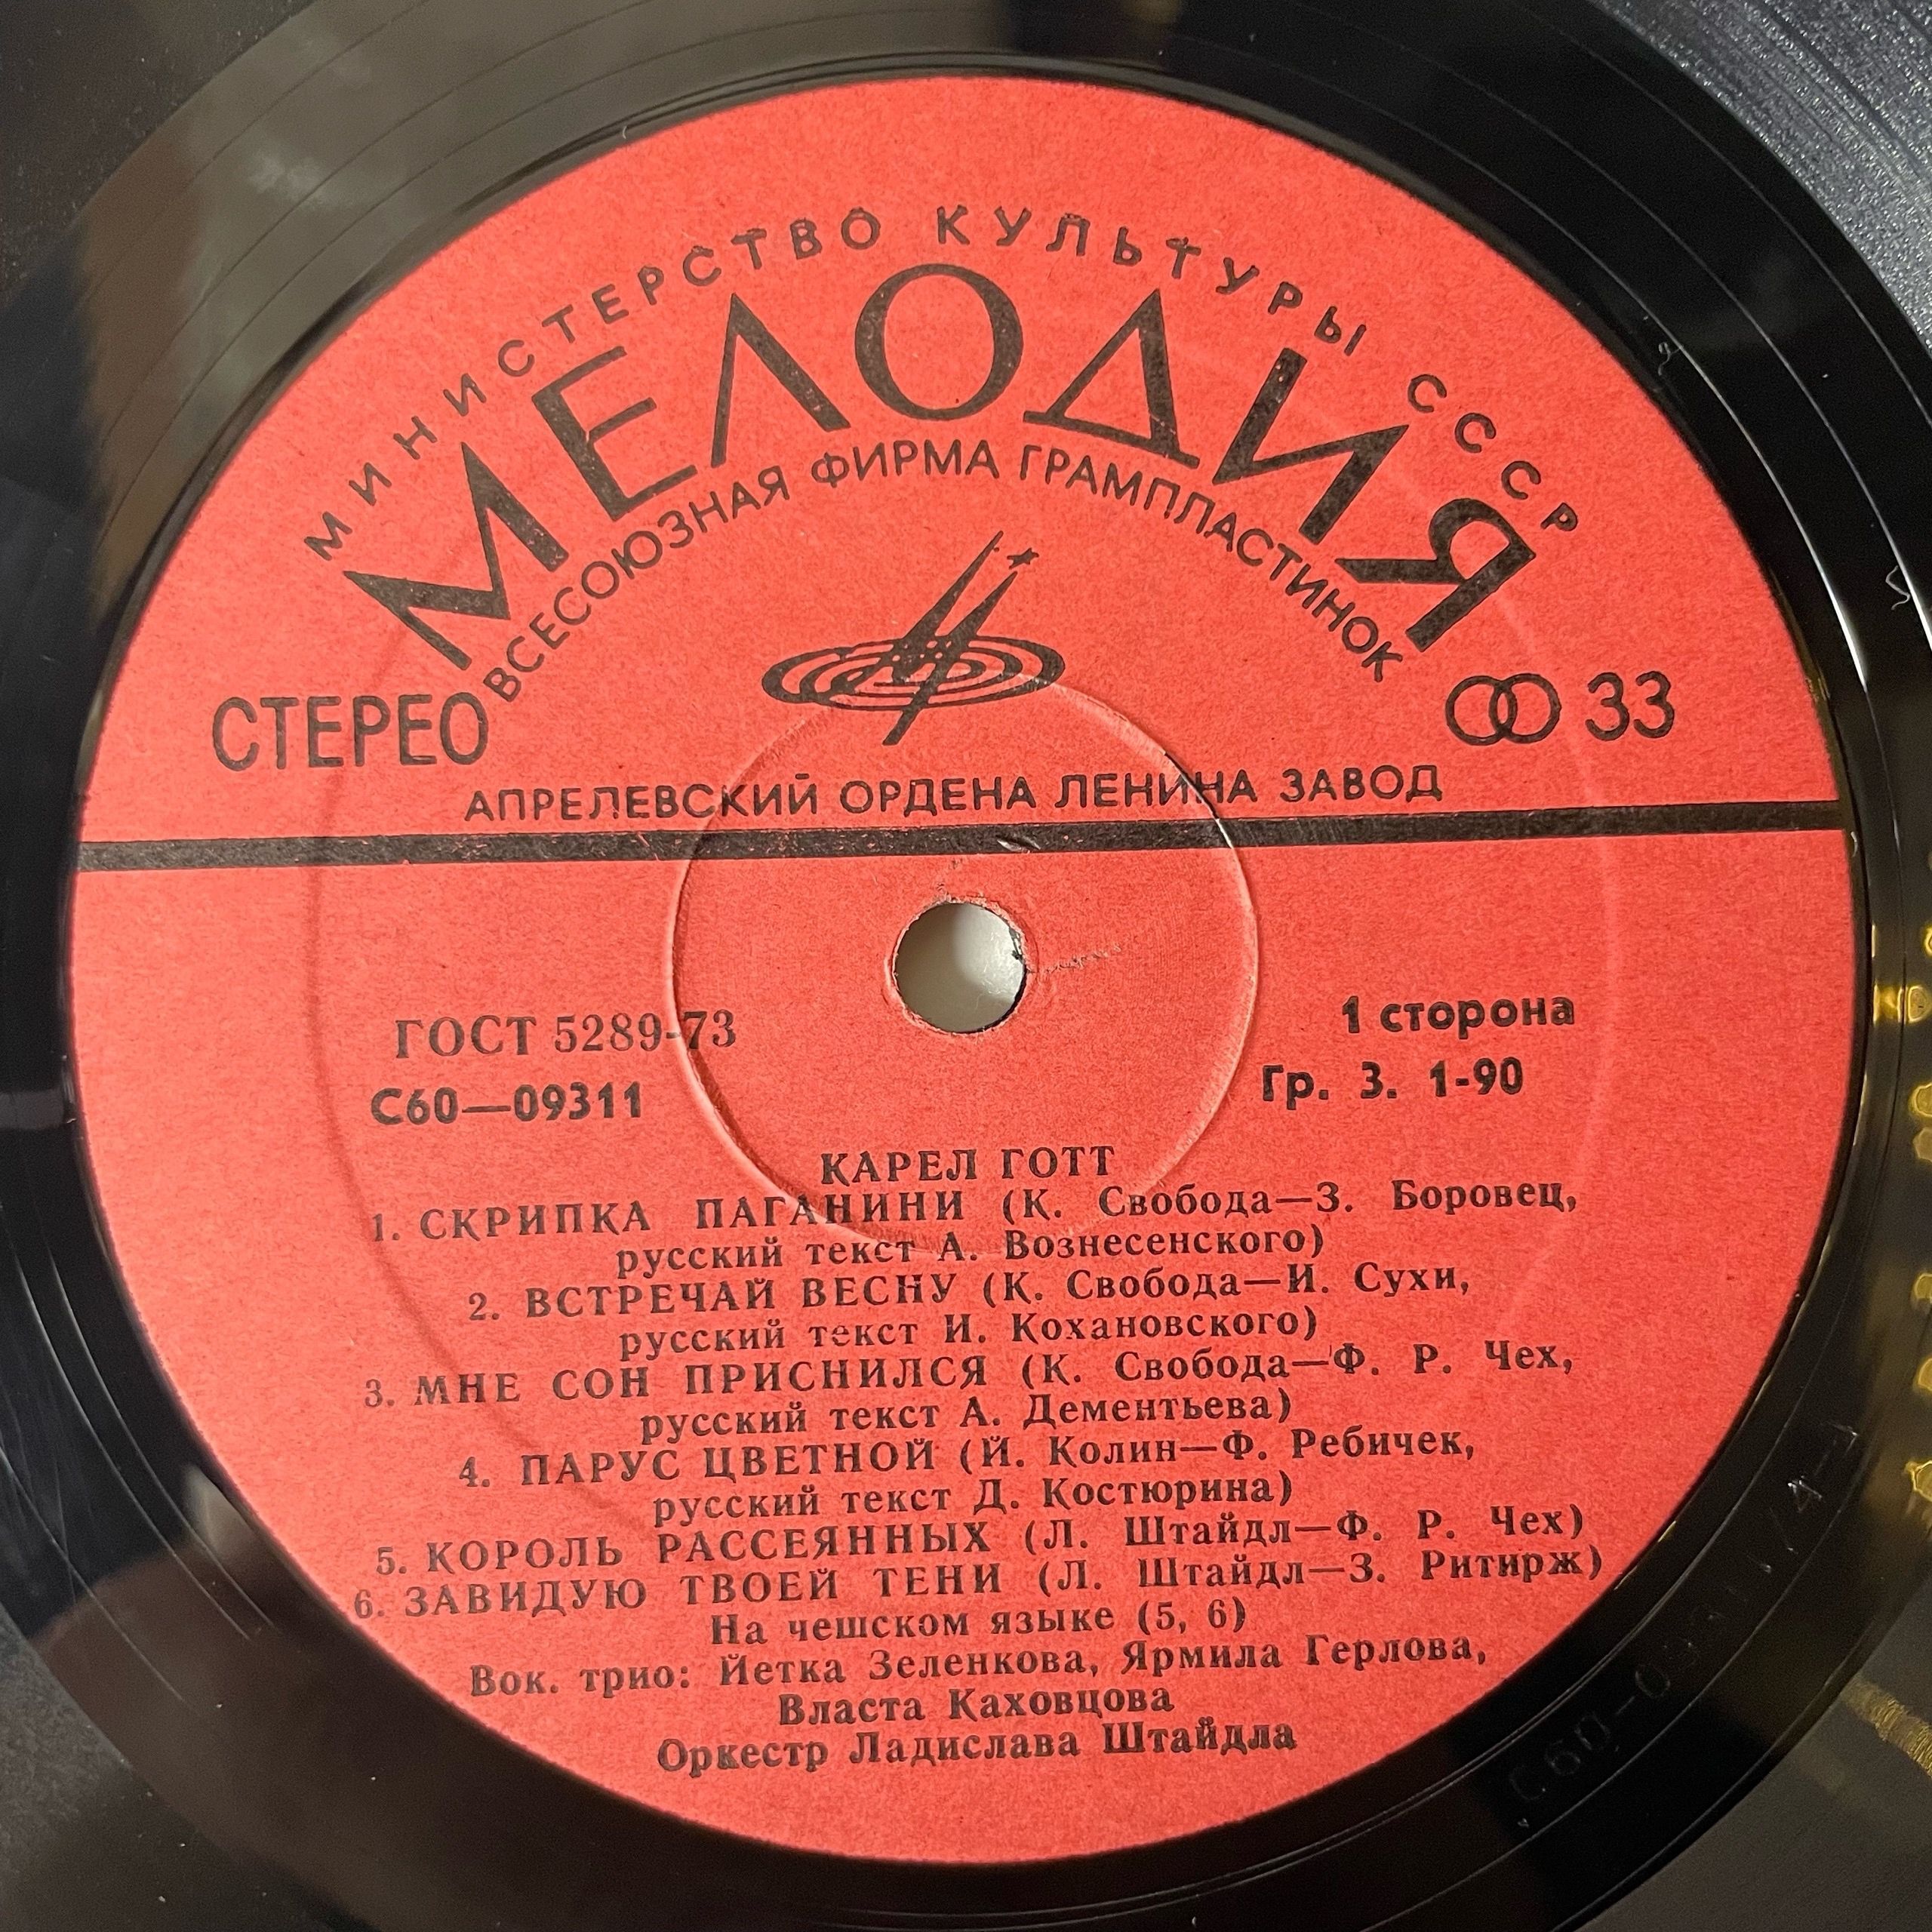 МИНИСТЕРСТВО КУЛЬТУРЫ СССР
МЕЛОДИЯ
ВСЕСОЮЗНАЯ ФИРМА ГРАМПЛАСТИНОК
СТЕРЕО
33
АПРЕЛЕВСКИЙ ОРДЕНА ЛЕНИНА ЗАВОД
ГОСТ 5289-73
1 сторона
С60—09311
Гр. 3. 1-90
КАРЕЛ ГОТТ
1. СКРИПКА ПАГАНИНИ (К. Свобода—З. Боровец,
русский текст А. Вознесенского)
2. ВСТРЕЧАЙ ВЕСНУ (К. Свобода—И. Сухи,
русский текст И. Кохановского)
3. МНЕ СОН ПРИСНИЛСЯ (К. Свобода—Ф. Р. Чех,
русский текст А. Дементьева)
4. ПАРУС ЦВЕТНОЙ (Й. Колин—Ф. Ребичек,
русский текст Д. Костюрина)
5. КОРОЛЬ РАССЕЯННЫХ (Л. Штайдл—Ф. Р. Чех)
6. ЗАВИДУЮ ТВОЕЙ ТЕНИ (Л. Штайдл—З. Ритирж)
На чешском языке (5, 6)
Вок. трио: Йетка Зеленкова, Ярмила Герлова,
Власта Каховцова
Оркестр Ладислава Штайдла